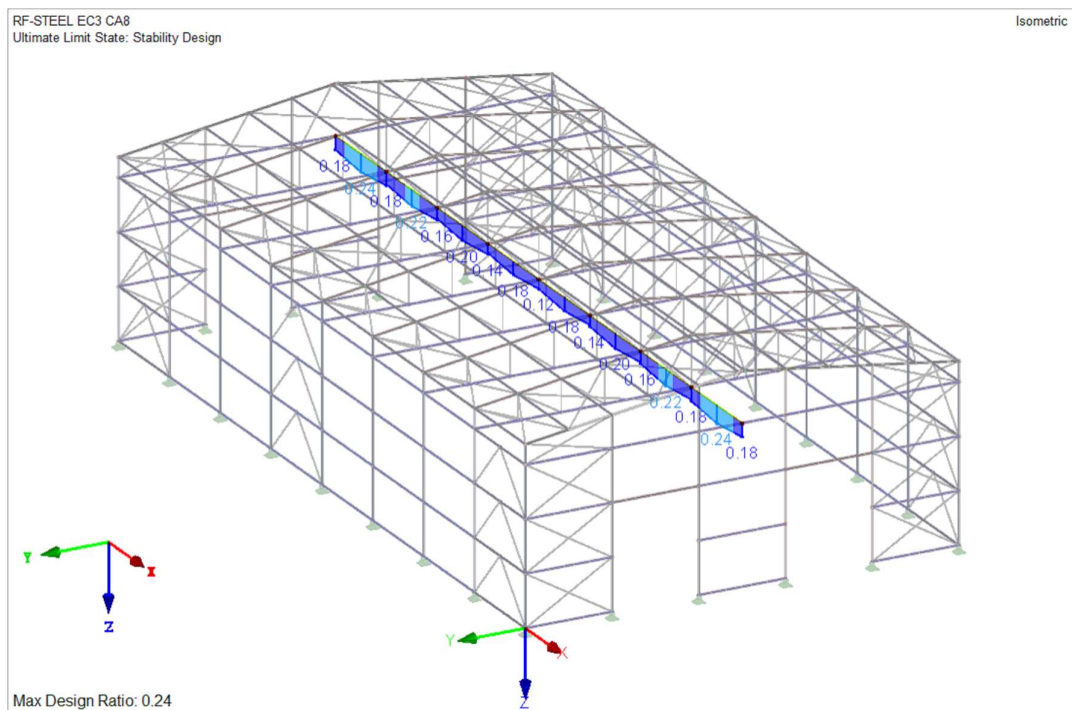 RF-STEEL EC3 CA8
Isometric
Ultimate Limit State: Stability Design
0.18
0.24
0.18
0.22
0.16
0.20
0.14
0.18
0.12
0.18
0.14
0.20
0.16
0.22
0.18
0.24
0.18
Y
X
Z
Y
X
Z
Max Design Ratio: 0.24